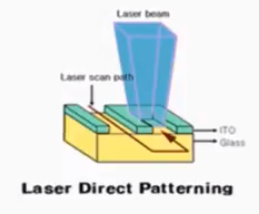 Laser beam
Laser scan path
ITO
Glass
Laser Direct Patterning